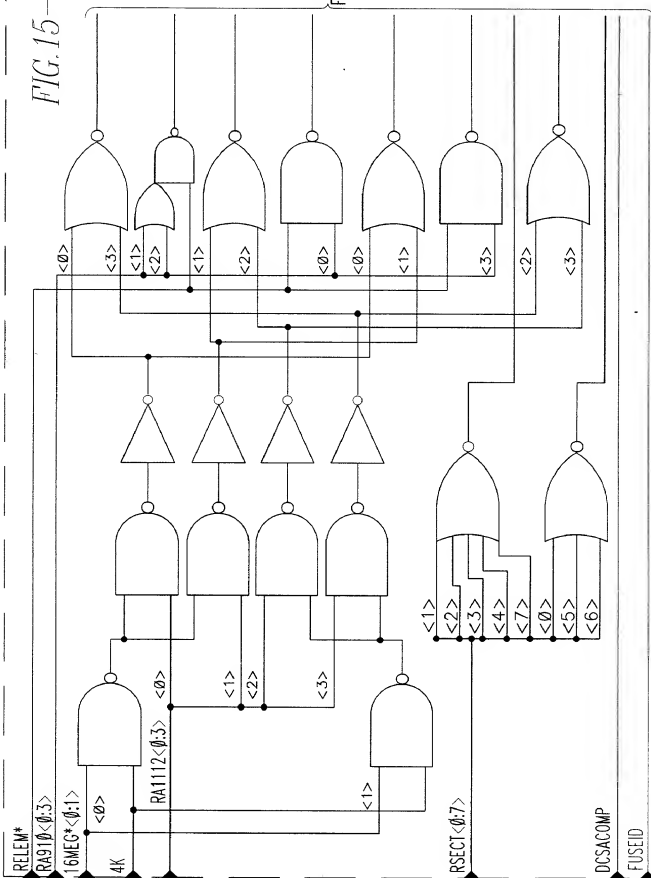 FIG.15
RELEM*
RA910<0:3>
16MEG*<0:1>
<0>
4K
RA1112<0:3>
<0>
<1>
<2>
<3>
<1>
<0>
<3>
<1>
<2>
<1>
<2>
<0>
<0>
<1>
<3>
<2>
<3>
RSECT<0:7>
<1>
<2>
<3>
<4>
<7>
<0>
<5>
<6>
DCSACOMP
FUSEID